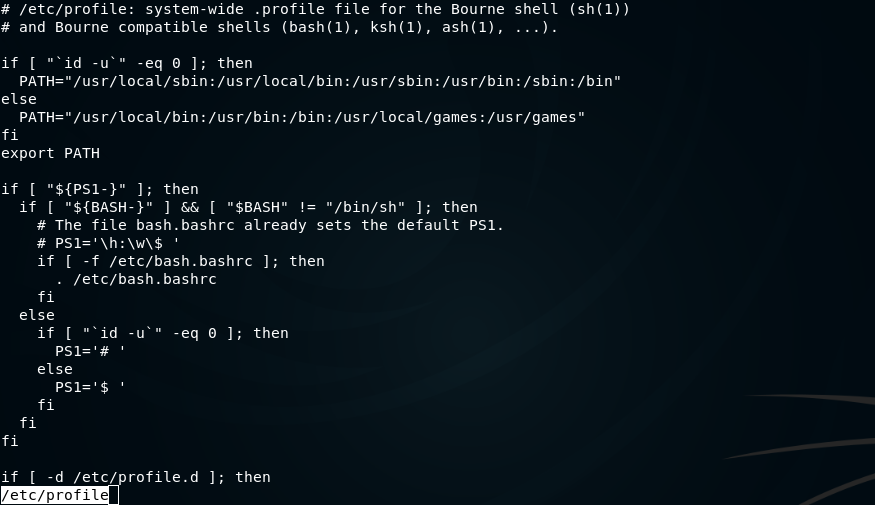 # /etc/profile: system-wide .profile file for the Bourne shell (sh(1))
# and Bourne compatible shells (bash(1), ksh(1), ash(1), ...).

if [ "`id -u`" -eq 0 ]; then
  PATH="/usr/local/sbin:/usr/local/bin:/usr/sbin:/usr/bin:/sbin:/bin"
else
  PATH="/usr/local/bin:/usr/bin:/bin:/usr/local/games:/usr/games"
fi
export PATH

if [ "${PS1-}" ]; then
  if [ "${BASH-}" ] && [ "$BASH" != "/bin/sh" ]; then
    # The file bash.bashrc already sets the default PS1.
    # PS1='\h:\w\$ '
    if [ -f /etc/bash.bashrc ]; then
      . /etc/bash.bashrc
    fi
  else
    if [ "`id -u`" -eq 0 ]; then
      PS1='# '
    else
      PS1='$ '
    fi
  fi
fi

if [ -d /etc/profile.d ]; then
/etc/profile